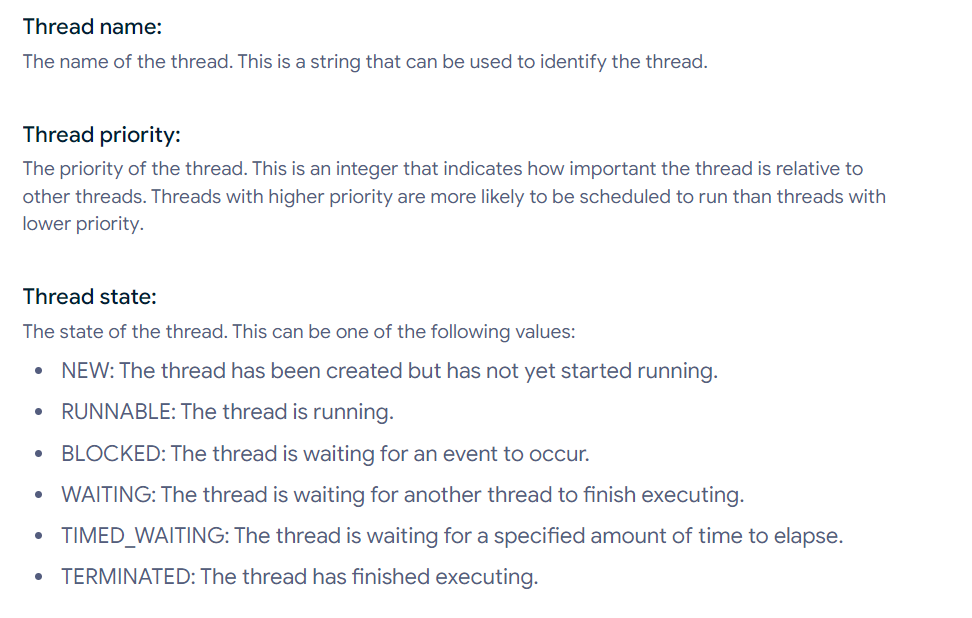 Thread name:
The name of the thread. This is a string that can be used to identify the thread.
Thread priority:
The priority of the thread. This is an integer that indicates how important the thread is relative to
other threads. Threads with higher priority are more likely to be scheduled to run than threads with
lower priority.
Thread state:
The state of the thread. This can be one of the following values:
• NEW: The thread has been created but has not yet started running.
• RUNNABLE: The thread is running.
• BLOCKED: The thread is waiting for an event to occur.
• WAITING: The thread is waiting for another thread to finish executing.
• TIMED_WAITING: The thread is waiting for a specified amount of time to elapse.
• TERMINATED: The thread has finished executing.